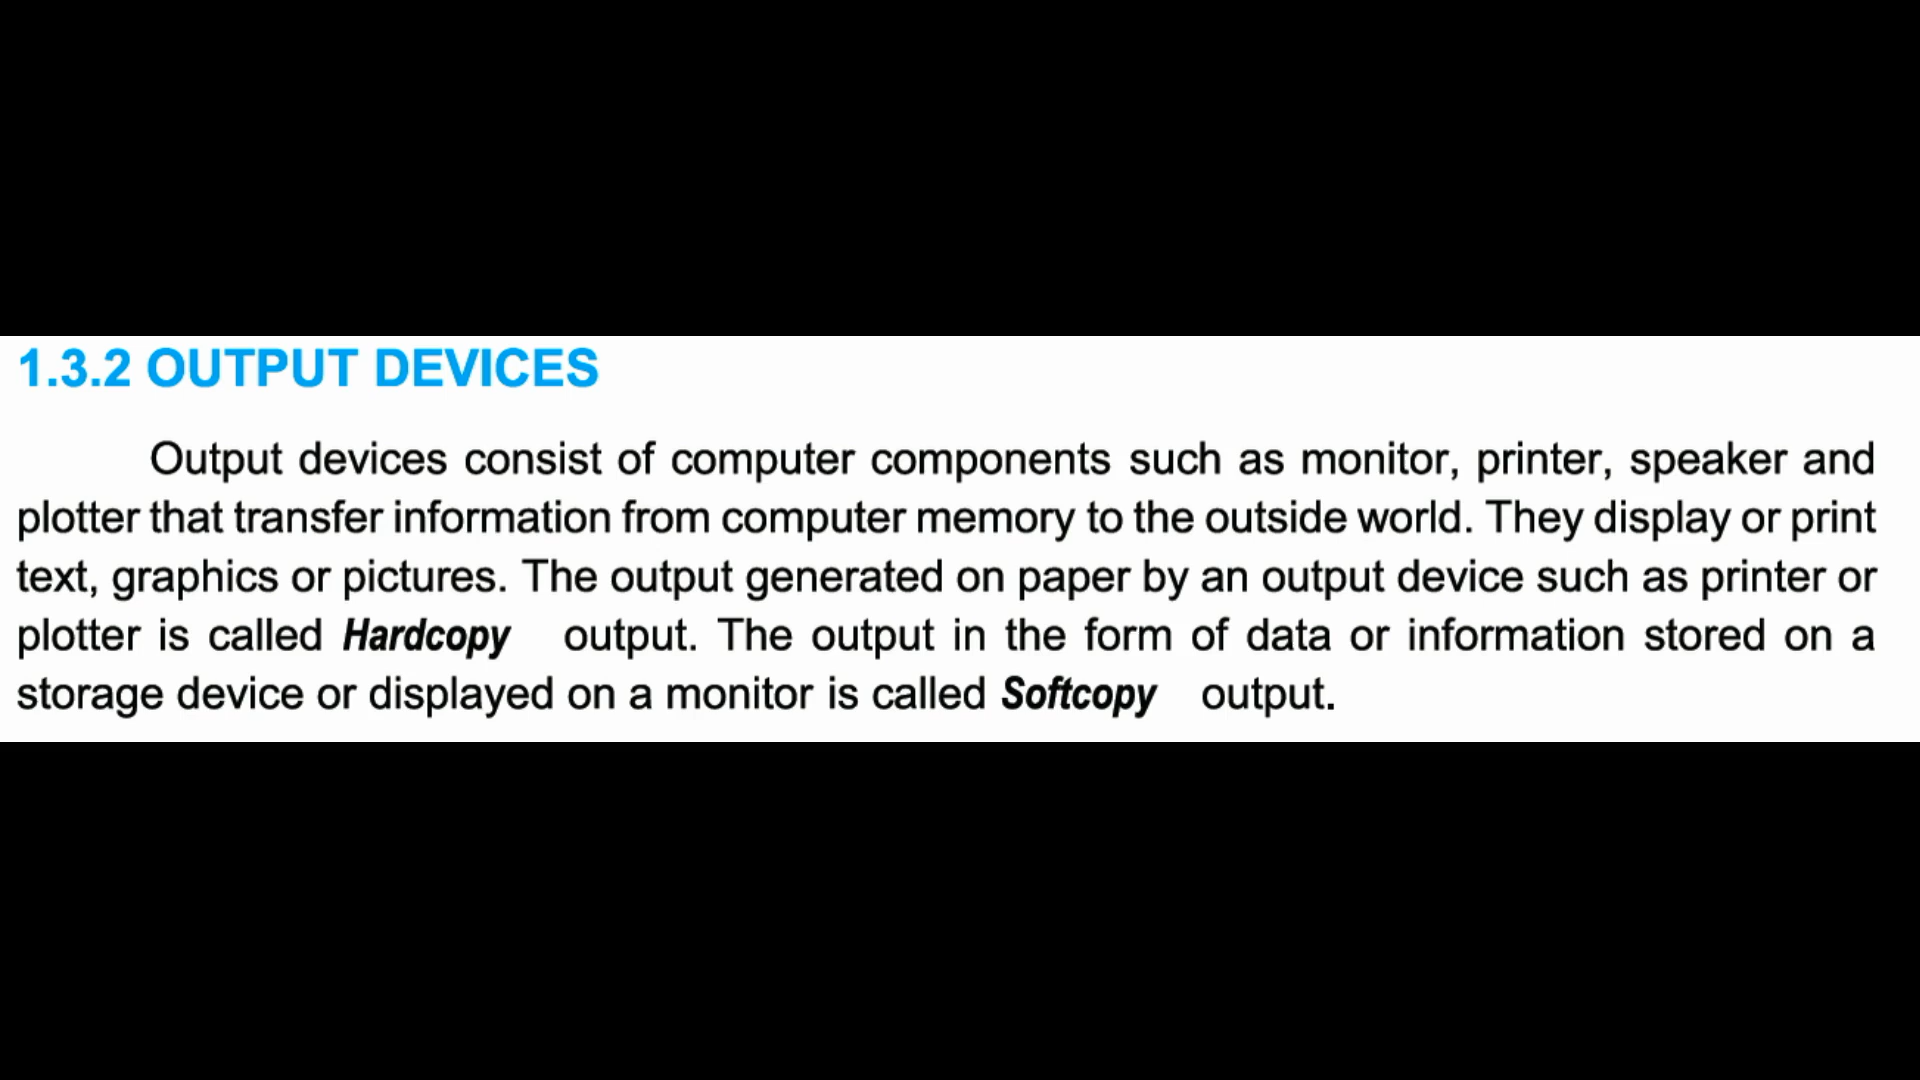 1.3.2 OUTPUT DEVICES
Output devices consist of computer components such as monitor, printer, speaker and
plotter that transfer information from computer memory to the outside world. They display or print
text, graphics or pictures. The output generated on paper by an output device such as printer or
plotter is called Hardcopy output. The output in the form of data or information stored on a
storage device or displayed on a monitor is called Softcopy output.